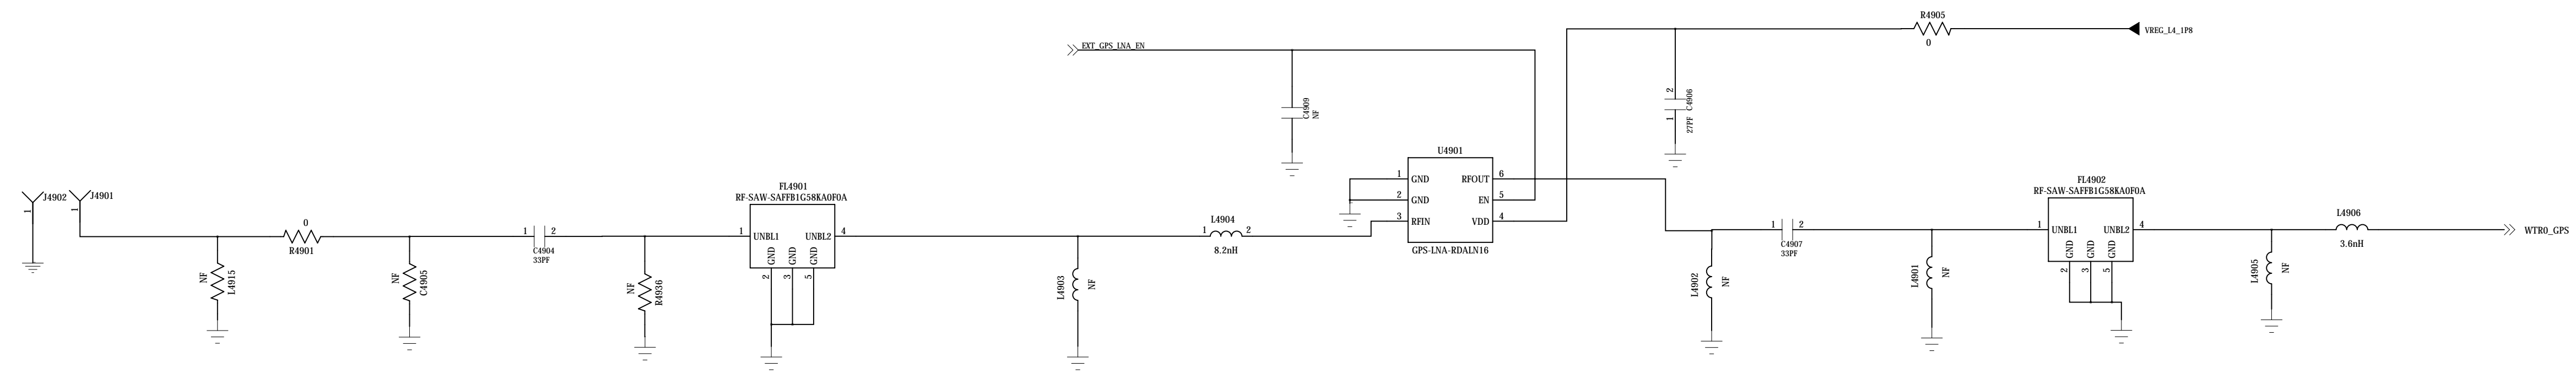 R4905
0
VREG_L4_1P8
EXT_GPS_LNA_EN
C4909
NF
2
1
C4906
27PF
U4901
1 GND RFOUT 6
2 GND EN 5
3 RFIN VDD 4
GPS-LNA-RDALN16
J4902
1
J4901
1
NF
L4915
0
R4901
NF
C4905
1 2
C4904
33PF
NF
R4936
FL4901
RF-SAW-SAFFB1G58KA0F0A
1 UNBL1 UNBL2 4
GND GND GND
2 3 5
L4903
NF
L4904
1 2
8.2nH
L4902
NF
1 2
C4907
33PF
L4901
NF
FL4902
RF-SAW-SAFFB1G58KA0F0A
1 UNBL1 UNBL2 4
GND GND GND
2 3 5
L4905
NF
L4906
3.6nH
WTR0_GPS